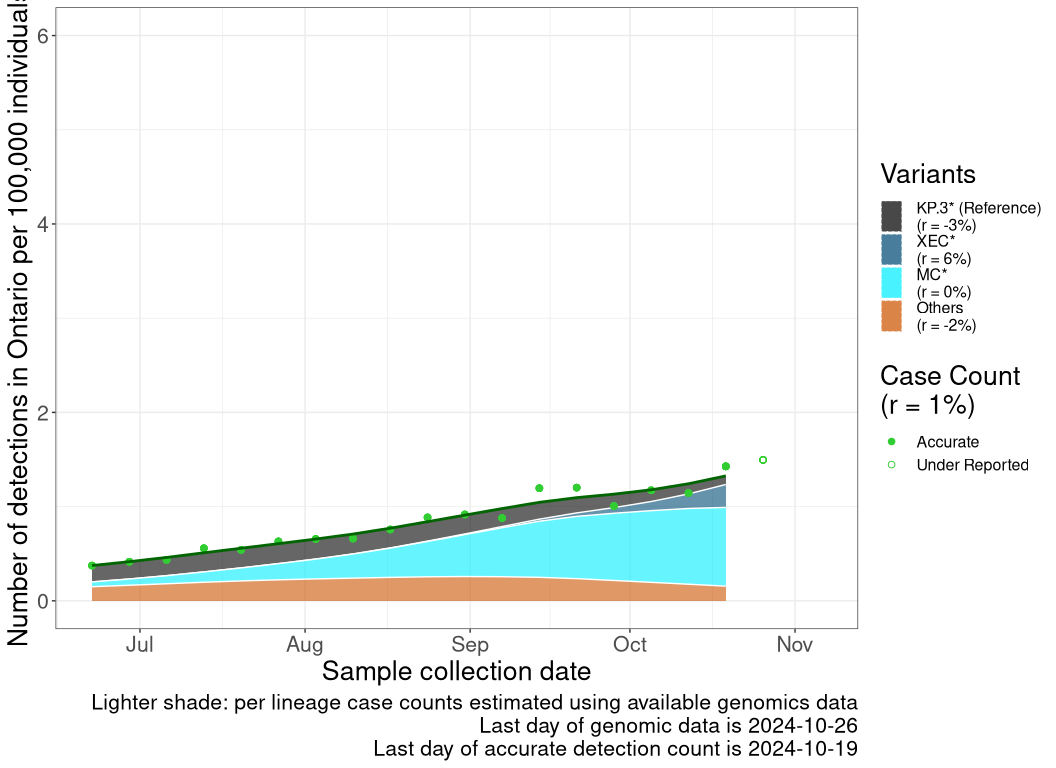 Number of detections in Ontario per 100,000 individuals
6
4
2
0
Jul
Aug
Sep
Oct
Nov
Sample collection date
Lighter shade: per lineage case counts estimated using available genomics data
Last day of genomic data is 2024-10-26
Last day of accurate detection count is 2024-10-19
Variants
KP.3* (Reference)
(r = -3%)
XEC*
(r = 6%)
MC*
(r = 0%)
Others
(r = -2%)
Case Count
(r = 1%)
Accurate
Under Reported